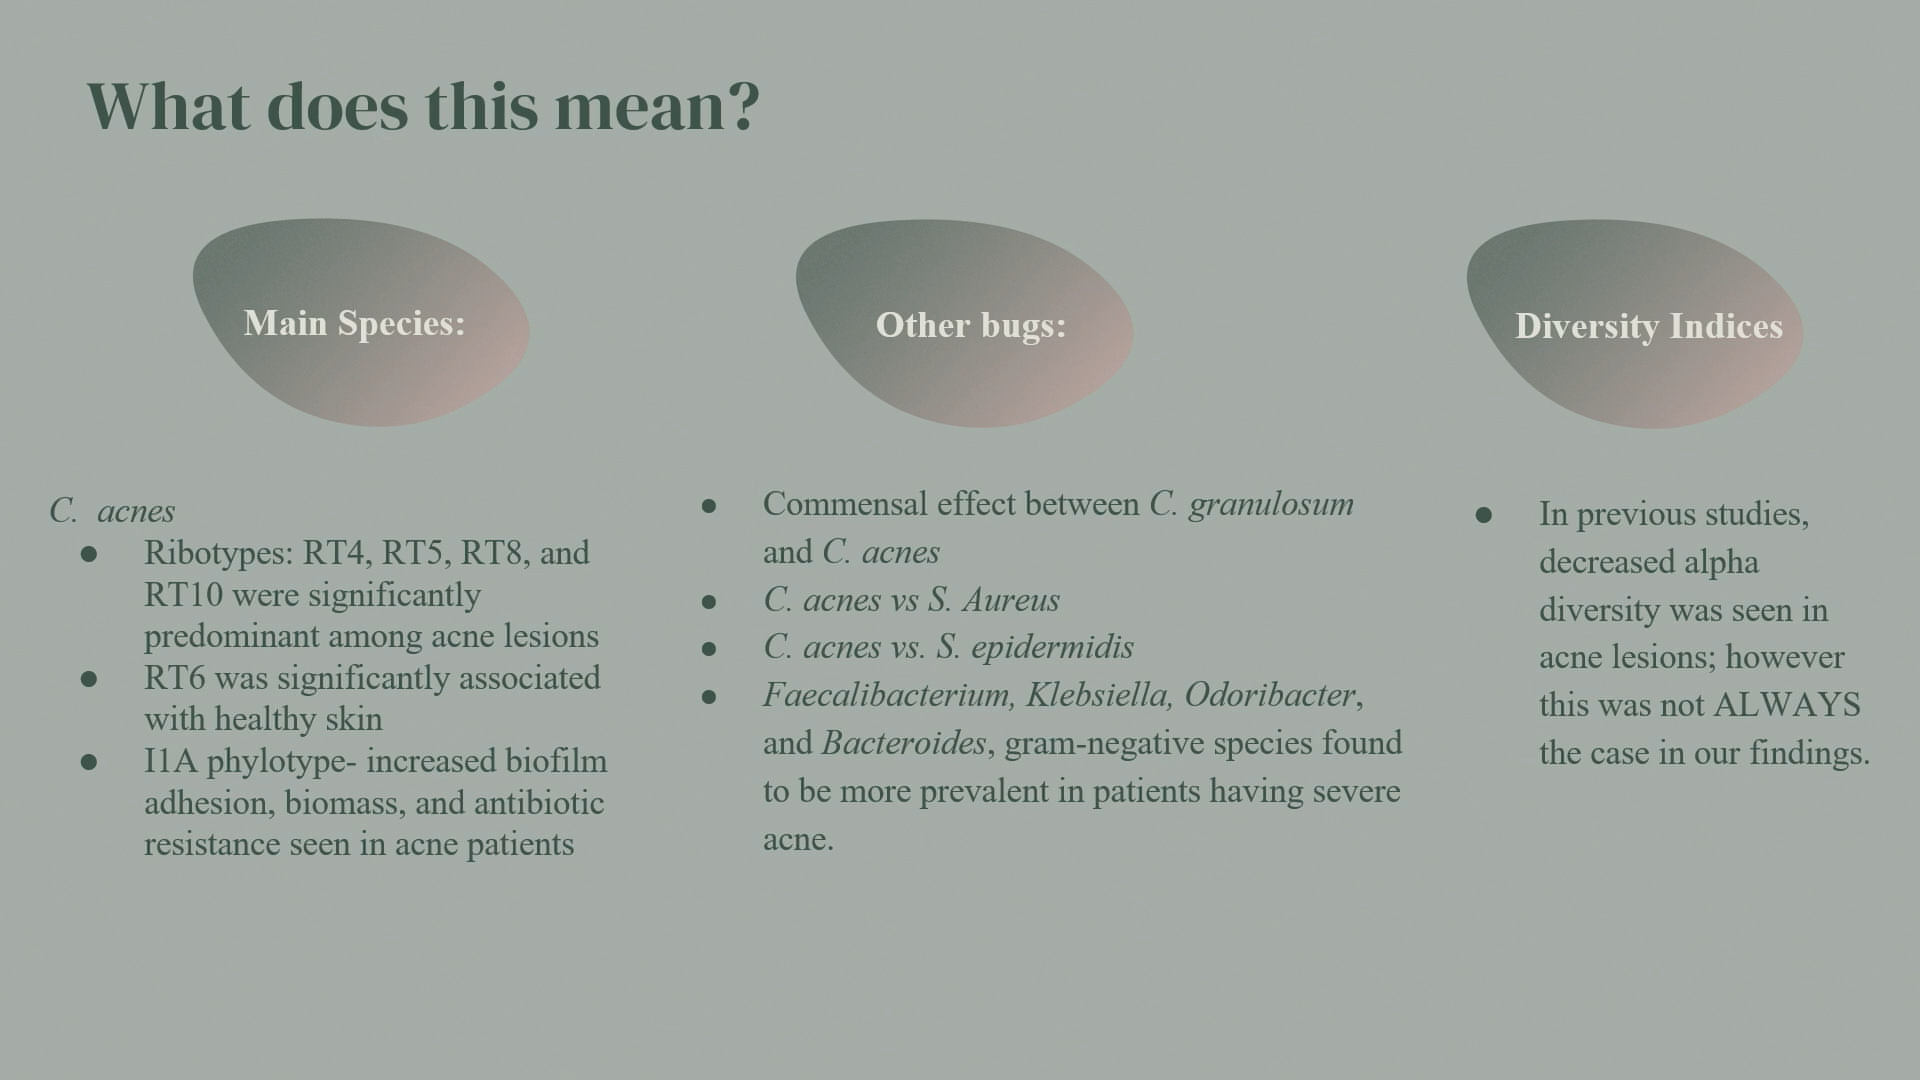 What does this mean?
Main Species:
C. acnes
● Ribotypes: RT4, RT5, RT8, and
RT10 were significantly
predominant among acne lesions
● RT6 was significantly associated
with healthy skin
● I1A phylotype- increased biofilm
adhesion, biomass, and antibiotic
resistance seen in acne patients
Other bugs:
● Commensal effect between C. granulosum
and C. acnes
● C. acnes vs S. Aureus
● C. acnes vs. S. epidermidis
● Faecalibacterium, Klebsiella, Odoribacter,
and Bacteroides, gram-negative species found
to be more prevalent in patients having severe
acne.
Diversity Indices
● In previous studies,
decreased alpha
diversity was seen in
acne lesions; however
this was not ALWAYS
the case in our findings.